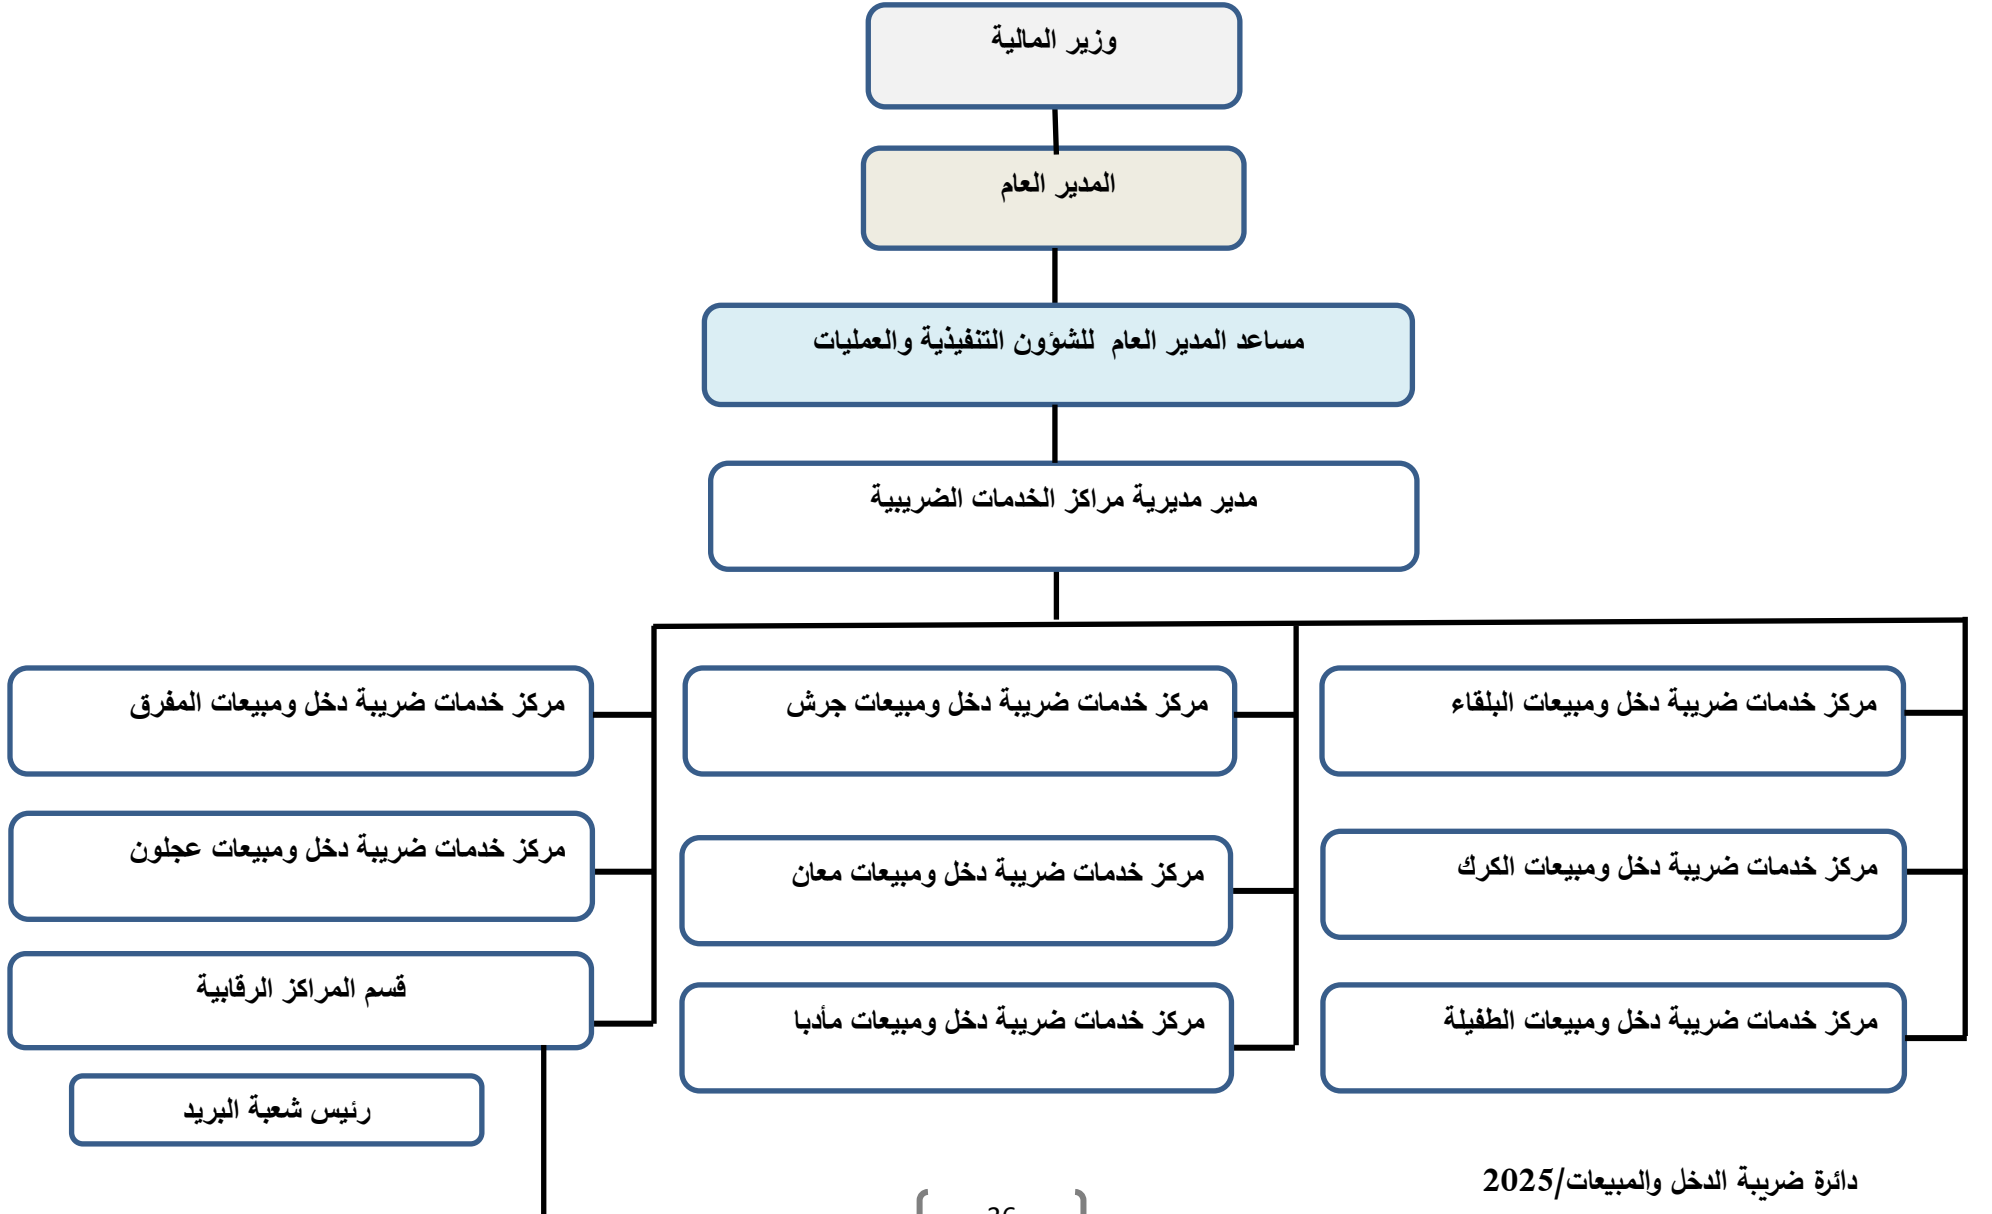 وزير المالية
المدير العام
مساعد المدير العام للشؤون التنفيذية والعمليات
مدير مديرية مراكز الخدمات الضريبية
مركز خدمات ضريبة دخل ومبيعات البلقاء
مركز خدمات ضريبة دخل ومبيعات جرش
مركز خدمات ضريبة دخل ومبيعات المفرق
مركز خدمات ضريبة دخل ومبيعات الكرك
مركز خدمات ضريبة دخل ومبيعات معان
مركز خدمات ضريبة دخل ومبيعات عجلون
مركز خدمات ضريبة دخل ومبيعات الطفيلة
مركز خدمات ضريبة دخل ومبيعات مأدبا
قسم المراكز الرقابية
رئيس شعبة البريد
دائرة ضريبة الدخل والمبيعات/2025
26